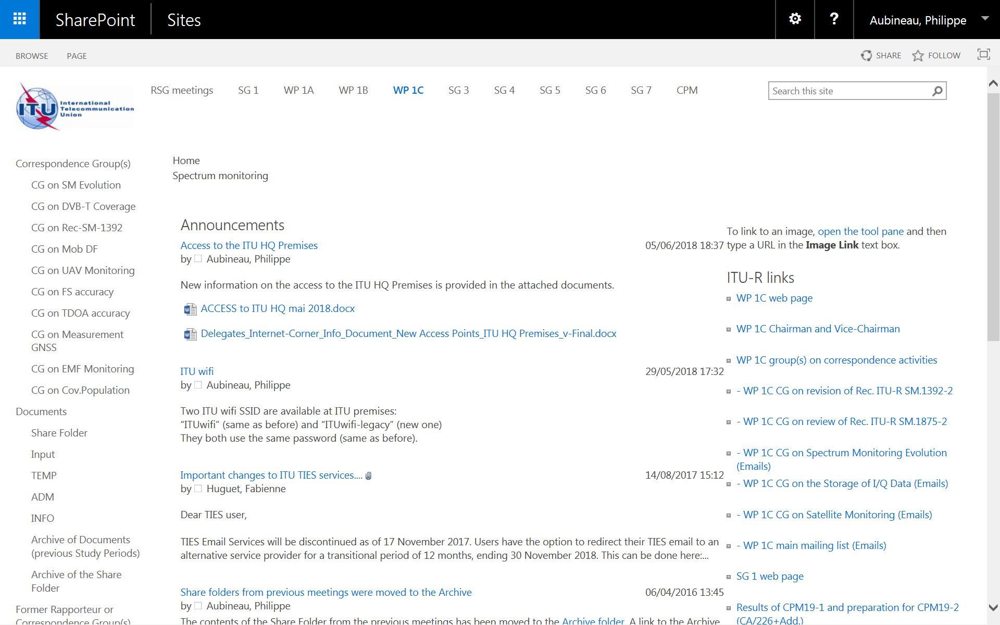 SharePoint
Sites
?
Aubineau, Philippe
BROWSE
PAGE
SHARE
FOLLOW
ITU
International
Telecommunication
Union
RSG meetings
SG 1
WP 1A
WP 1B
WP 1C
SG 3
SG 4
SG 5
SG 6
SG 7
CPM
Search this site
Correspondence Group(s)
CG on SM Evolution
CG on DVB-T Coverage
CG on Rec-SM-1392
CG on Mob DF
CG on UAV Monitoring
CG on FS accuracy
CG on TDOA accuracy
CG on Measurement
GNSS
CG on EMF Monitoring
CG on Cov.Population
Documents
Share Folder
Input
TEMP
ADM
INFO
Archive of Documents
(previous Study Periods)
Archive of the Share
Folder
Former Rapporteur or
Correspondence Group(s)
Home
Spectrum monitoring
Announcements
Access to the ITU HQ Premises
05/06/2018 18:37
by Aubineau, Philippe
New information on the access to the ITU HQ Premises is provided in the attached documents.
ACCESS to ITU HQ mai 2018.docx
Delegates_Internet-Corner_Info_Document_New Access Points_ITU HQ Premises_v-Final.docx
ITU wifi
29/05/2018 17:32
by Aubineau, Philippe
Two ITU wifi SSID are available at ITU premises:
“ITUwifi” (same as before) and “ITUwifi-legacy” (new one)
They both use the same password (same as before).
Important changes to ITU TIES services....
14/08/2017 15:12
by Huguet, Fabienne
Dear TIES user,
TIES Email Services will be discontinued as of 17 November 2017. Users have the option to redirect their TIES email to an
alternative service provider for a transitional period of 12 months, ending 30 November 2018. This can be done here:...
Share folders from previous meetings were moved to the Archive
06/04/2016 13:45
by Aubineau, Philippe
The contents of the Share Folder from the previous meetings has been moved to the Archive folder. A link to the Archive
To link to an image, open the tool pane and then
type a URL in the Image Link text box.
ITU-R links
WP 1C web page
WP 1C Chairman and Vice-Chairman
WP 1C group(s) on correspondence activities
- WP 1C CG on revision of Rec. ITU-R SM.1392-2
- WP 1C CG on review of Rec. ITU-R SM.1875-2
- WP 1C CG on Spectrum Monitoring Evolution
(Emails)
- WP 1C CG on the Storage of I/Q Data (Emails)
- WP 1C CG on Satellite Monitoring (Emails)
- WP 1C main mailing list (Emails)
SG 1 web page
Results of CPM19-1 and preparation for CPM19-2
(CA/226+Add.)